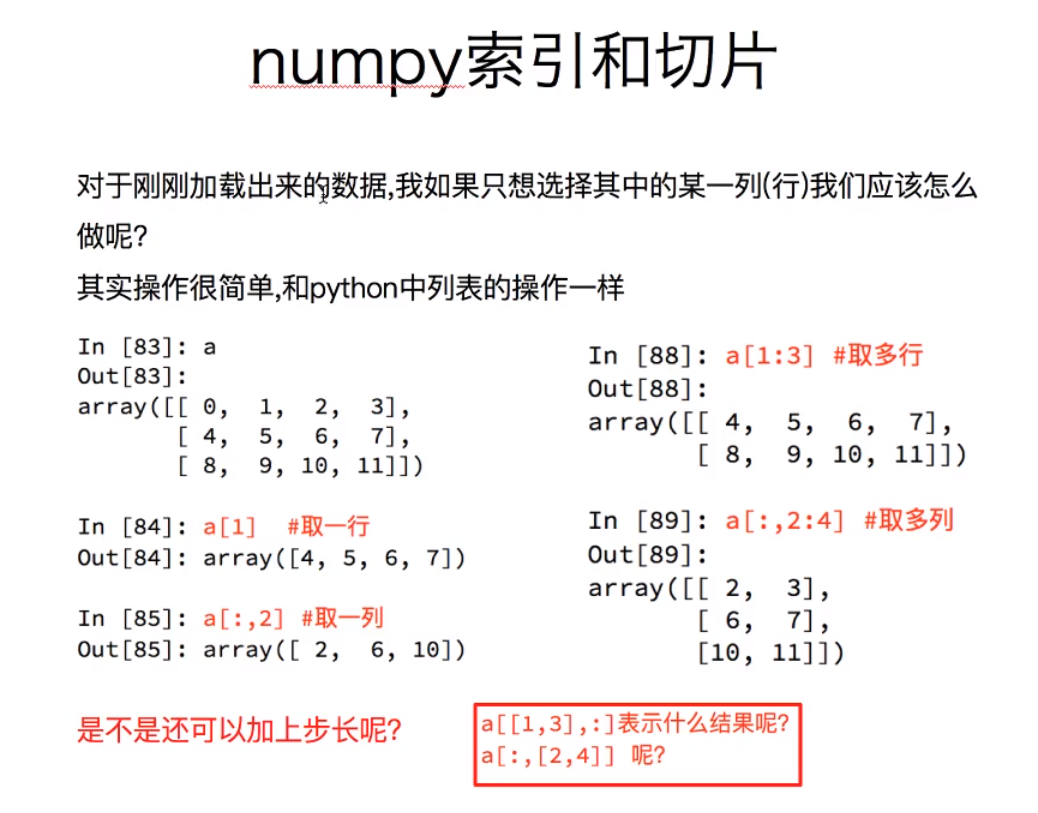 numpy索引和切片
对于刚刚加载出来的数据,我如果只想选择其中的某一列(行)我们应该怎么
做呢?
其实操作很简单,和python中列表的操作一样
In [83]: a
Out[83]:
array([[ 0,  1,  2,  3],
       [ 4,  5,  6,  7],
       [ 8,  9, 10, 11]])
In [84]: a[1]  #取一行
Out[84]: array([4, 5, 6, 7])
In [85]: a[:,2] #取一列
Out[85]: array([ 2,  6, 10])
In [88]: a[1:3] #取多行
Out[88]:
array([[ 4,  5,  6,  7],
       [ 8,  9, 10, 11]])
In [89]: a[:,2:4] #取多列
Out[89]:
array([[ 2,  3],
       [ 6,  7],
       [10, 11]])
是不是还可以加上步长呢?
a[[1,3],:]表示什么结果呢?
a[:,[2,4]] 呢?